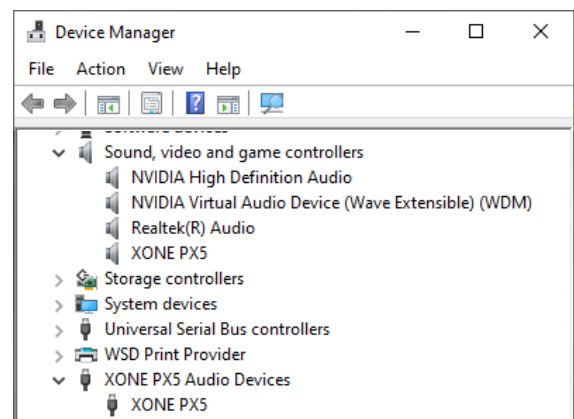 Device Manager
File Action View Help
Sound, video and game controllers
NVIDIA High Definition Audio
NVIDIA Virtual Audio Device (Wave Extensible) (WDM)
Realtek(R) Audio
XONE PX5
Storage controllers
System devices
Universal Serial Bus controllers
WSD Print Provider
XONE PX5 Audio Devices
XONE PX5